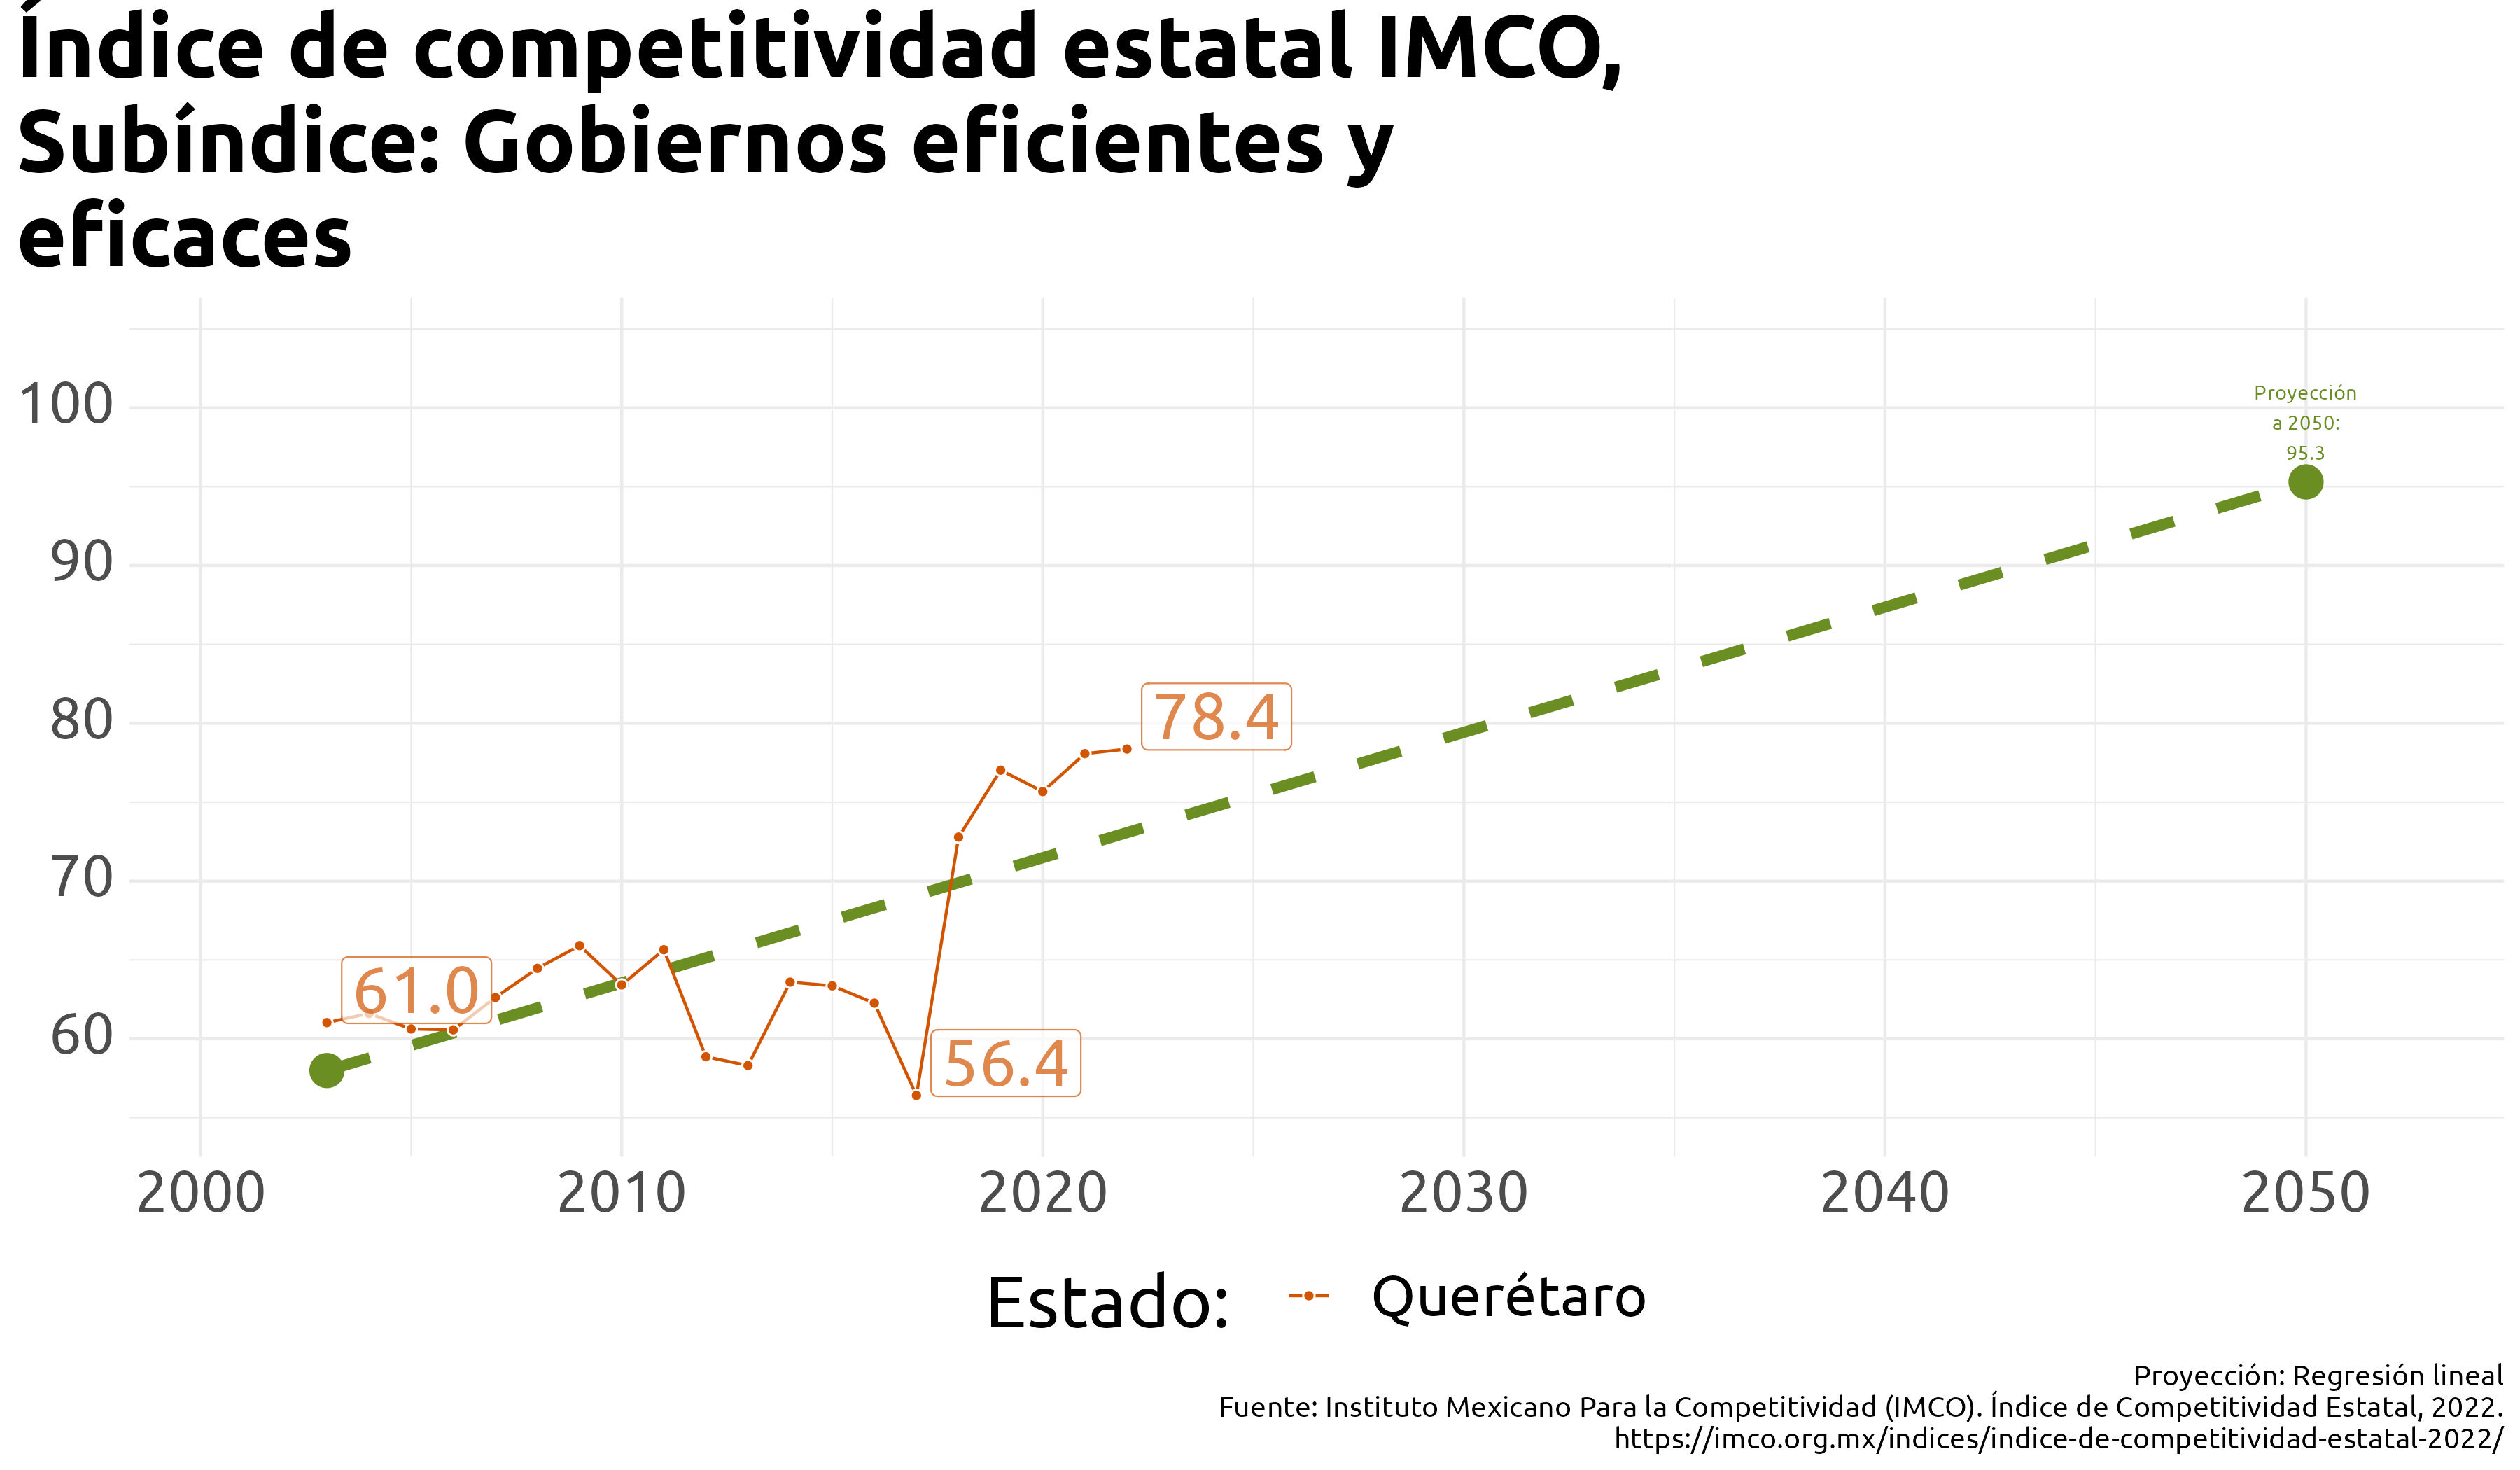 Índice de competitividad estatal IMCO,
Subíndice: Gobiernos eficientes y
eficaces
100
90
80
70
60
Proyección
a 2050:
95.3
78.4
61.0
56.4
2000 2010 2020 2030 2040 2050
Estado: Querétaro
Proyección: Regresión lineal
Fuente: Instituto Mexicano Para la Competitividad (IMCO). Índice de Competitividad Estatal, 2022.
https://imco.org.mx/indices/indice-de-competitividad-estatal-2022/